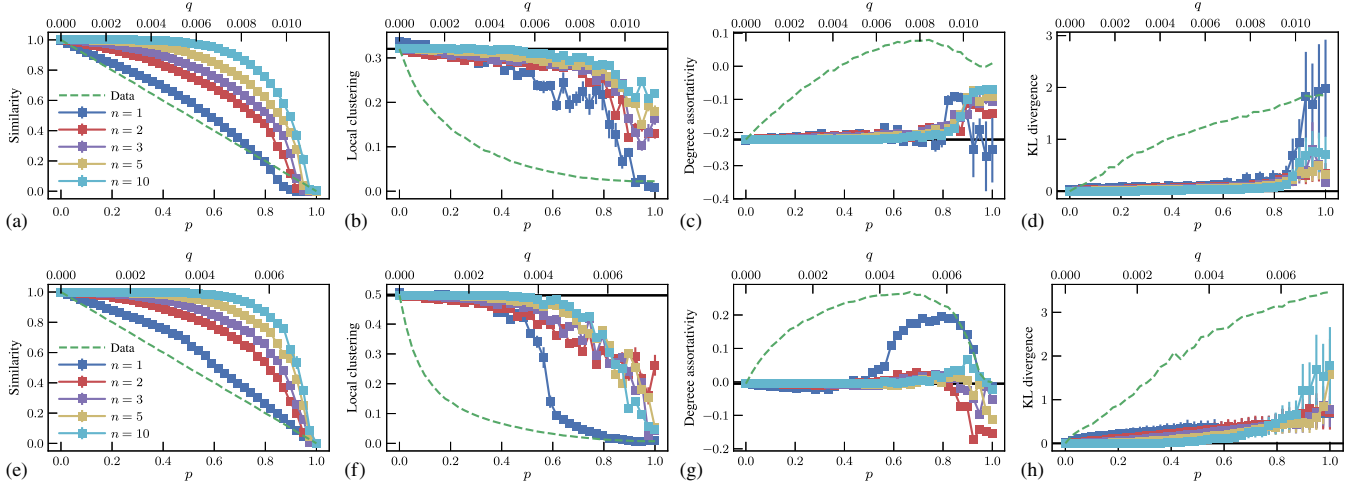 q
0.000 0.002 0.004 0.006 0.008 0.010
Similarity
1.0
0.8
0.6
0.4
0.2
0.0
Data
n = 1
n = 2
n = 3
n = 5
n = 10
0.0 0.2 0.4 0.6 0.8 1.0
(a)
p
q
0.000 0.002 0.004 0.006 0.008 0.010
Local clustering
0.3
0.2
0.1
0.0
0.0 0.2 0.4 0.6 0.8 1.0
(b)
p
q
0.000 0.002 0.004 0.006 0.008 0.010
Degree assortativity
0.1
0.0
−0.1
−0.2
−0.3
−0.4
0.0 0.2 0.4 0.6 0.8 1.0
(c)
p
q
0.000 0.002 0.004 0.006 0.008 0.010
KL divergence
3
2
1
0
0.0 0.2 0.4 0.6 0.8 1.0
(d)
p
q
0.000 0.002 0.004 0.006
Similarity
1.0
0.8
0.6
0.4
0.2
0.0
Data
n = 1
n = 2
n = 3
n = 5
n = 10
0.0 0.2 0.4 0.6 0.8 1.0
(e)
p
q
0.000 0.002 0.004 0.006
Local clustering
0.5
0.4
0.3
0.2
0.1
0.0
0.0 0.2 0.4 0.6 0.8 1.0
(f)
p
q
0.000 0.002 0.004 0.006
Degree assortativity
0.2
0.1
0.0
−0.1
−0.2
0.0 0.2 0.4 0.6 0.8 1.0
(g)
p
q
0.000 0.002 0.004 0.006
KL divergence
3
2
1
0
0.0 0.2 0.4 0.6 0.8 1.0
(h)
p